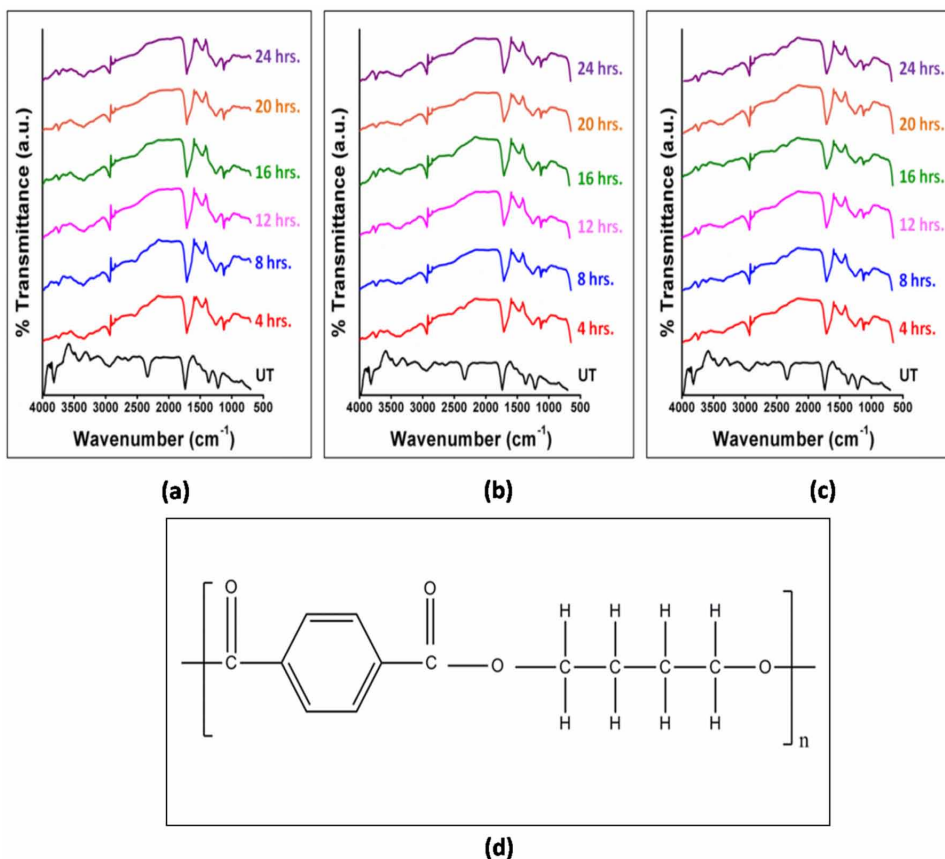 % Transmittance (a.u.)
24 hrs.
20 hrs.
16 hrs.
12 hrs.
8 hrs.
4 hrs.
UT
4000 3500 3000 2500 2000 1500 1000 500
Wavenumber (cm⁻¹)
(a)
% Transmittance (a.u.)
24 hrs.
20 hrs.
16 hrs.
12 hrs.
8 hrs.
4 hrs.
UT
4000 3500 3000 2500 2000 1500 1000 500
Wavenumber (cm⁻¹)
(b)
% Transmittance (a.u.)
24 hrs.
20 hrs.
16 hrs.
12 hrs.
8 hrs.
4 hrs.
UT
4000 3500 3000 2500 2000 1500 1000 500
Wavenumber (cm⁻¹)
(c)
O O
H H H H
C C O C C C C O
H H H H
n
(d)